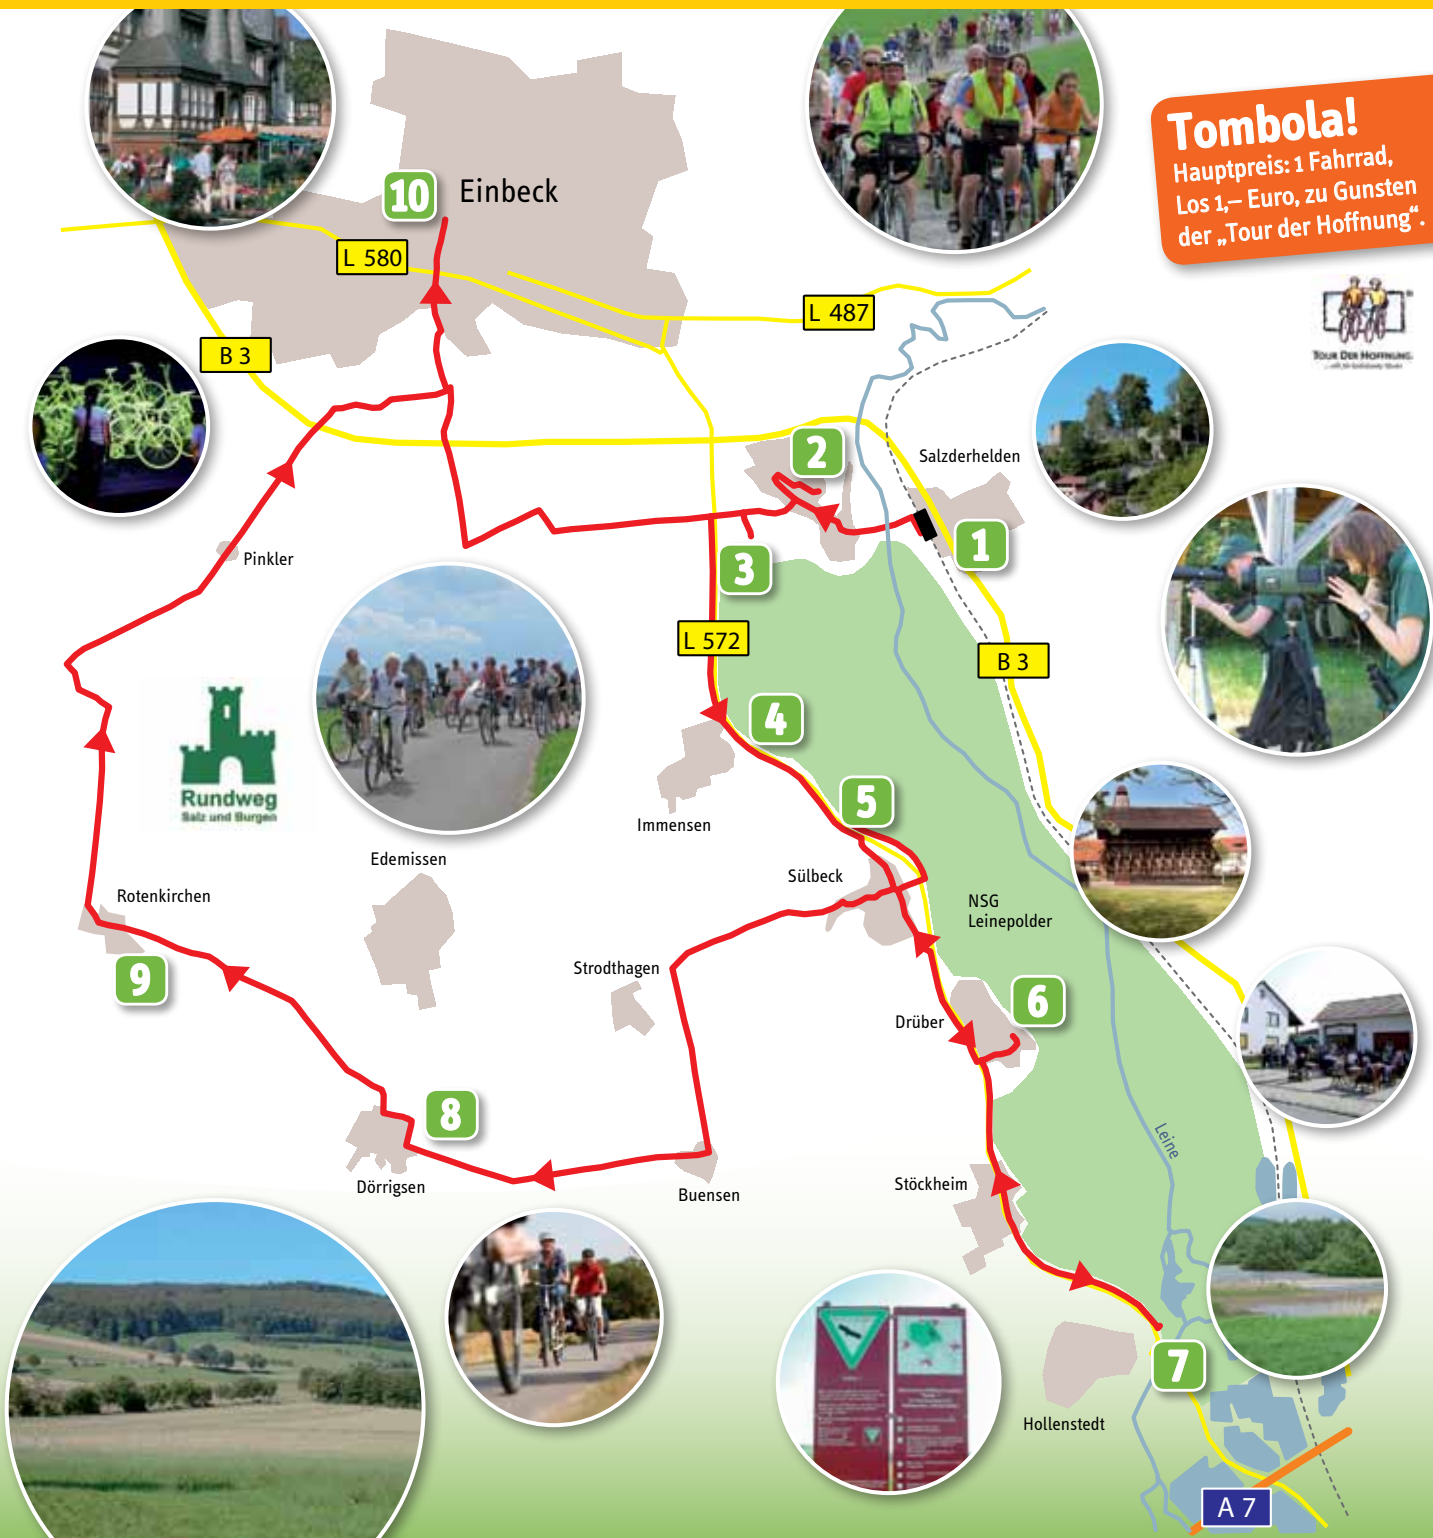 Tombola!
Hauptpreis: 1 Fahrrad,
Los 1,– Euro, zu Gunsten
der „Tour der Hoffnung“.
TOUR DER HOFFNUNG
10
Einbeck
L 580
L 487
B 3
2
Salzderhelden
1
3
Pinkler
L 572
B 3
4
Rundweg
Salz und Burgen
5
Immensen
Edemissen
Sülbeck
Rotenkirchen
NSG
Leinepolder
9
Strodthagen
6
Drüber
8
Leine
Dörrigsen
Buensen
Stöckheim
7
Hollenstedt
A 7